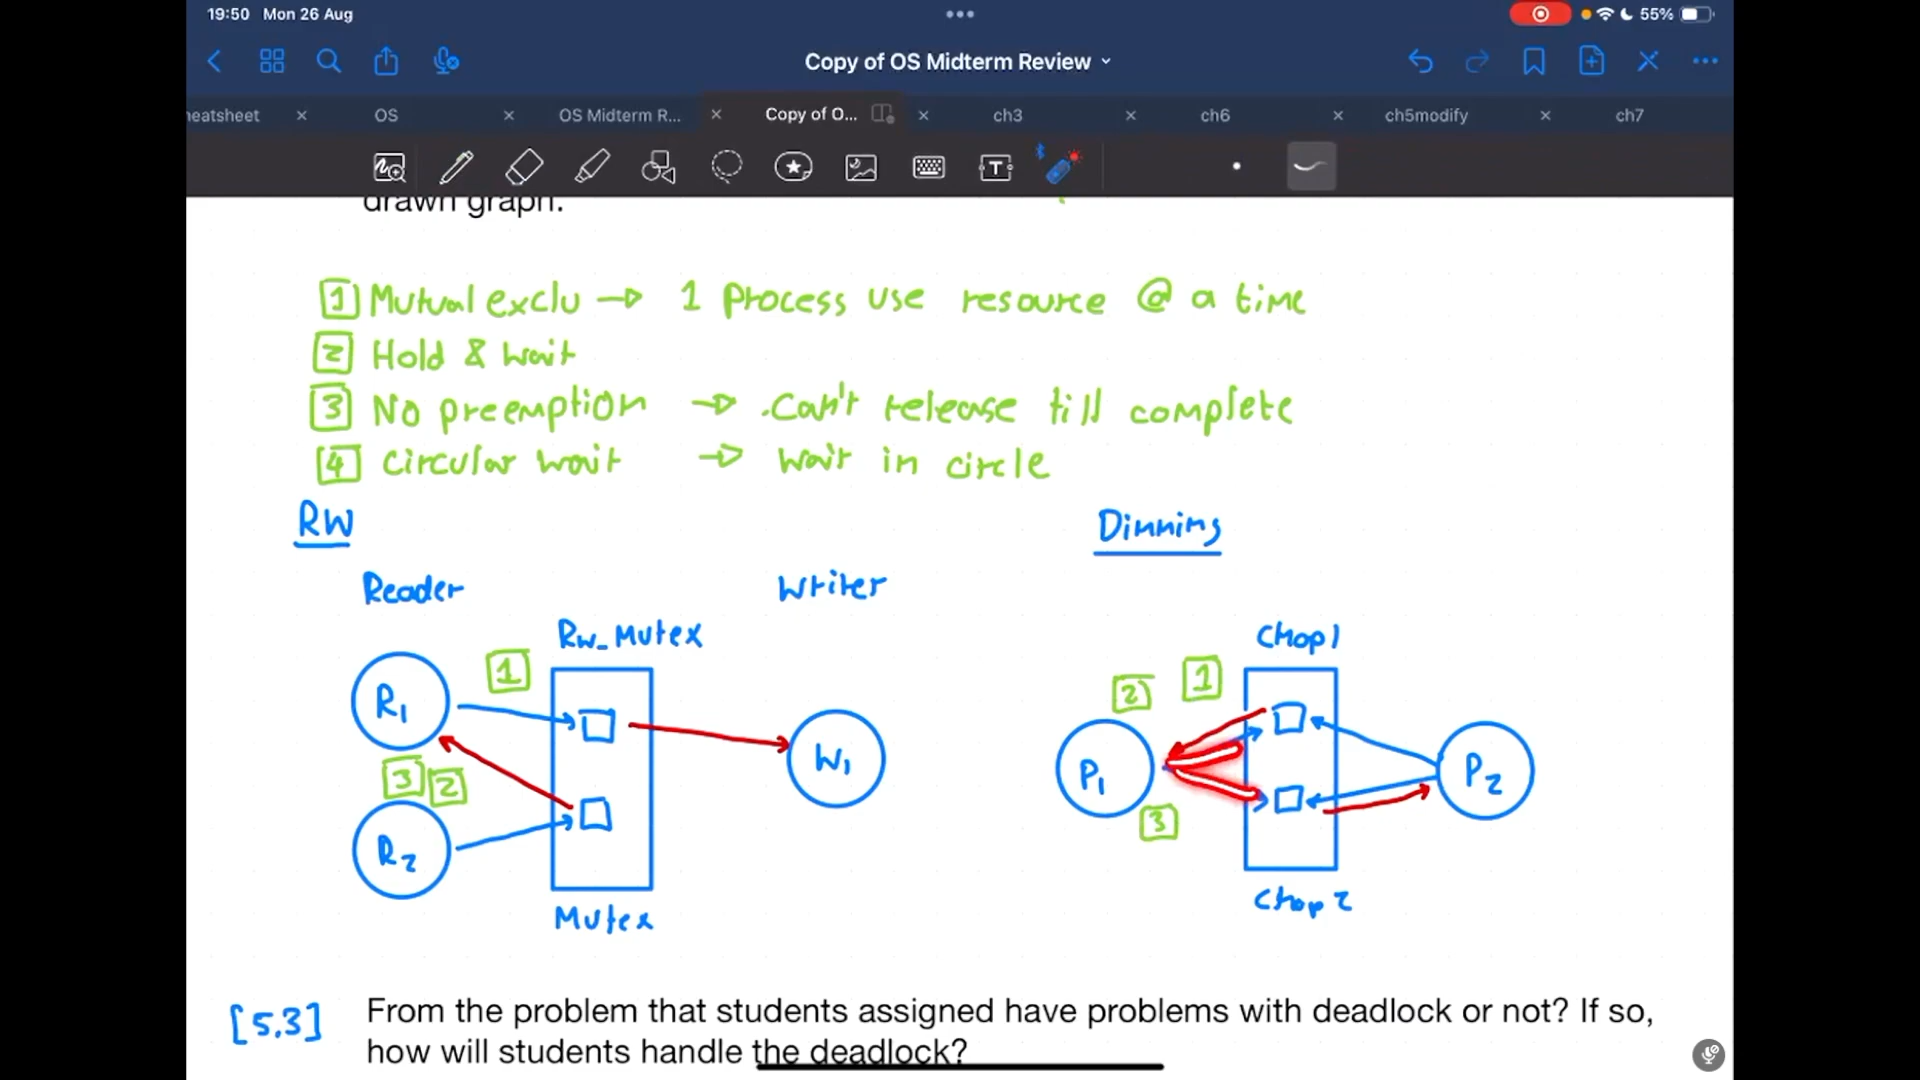 19:50 Mon 26 Aug
55%
Copy of OS Midterm Review
heatsheet
OS
OS Midterm R...
Copy of O...
ch3
ch6
ch5modify
ch7
T
drawn graph.
1 Mutual exclu → 1 Process use resource @ a time
2 Hold & wait
3 No preemption → Can't release till complete
4 Circular wait → Wait in circle
RW
Dinning
Reader
Writer
Rw_Mutex
Chop1
R1
1
W1
3 2
R2
Mutex
2 1
P1
3
P2
Chop 2
[5.3] From the problem that students assigned have problems with deadlock or not? If so,
how will students handle the deadlock?